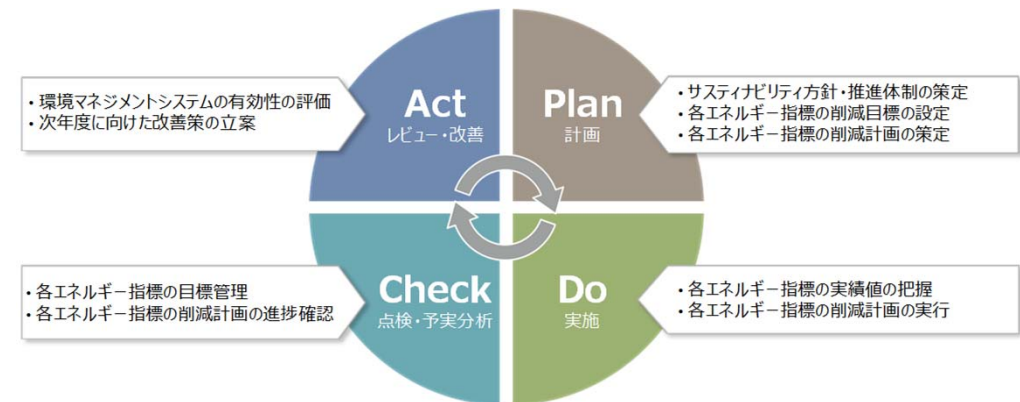 Act
レビュー・改善
・環境マネジメントシステムの有効性の評価
・次年度に向けた改善策の立案
Plan
計画
・サスティナビリティ方針・推進体制の策定
・各エネルギー指標の削減目標の設定
・各エネルギー指標の削減計画の策定
Check
点検・予実分析
・各エネルギー指標の目標管理
・各エネルギー指標の削減計画の進捗確認
Do
実施
・各エネルギー指標の実績値の把握
・各エネルギー指標の削減計画の実行